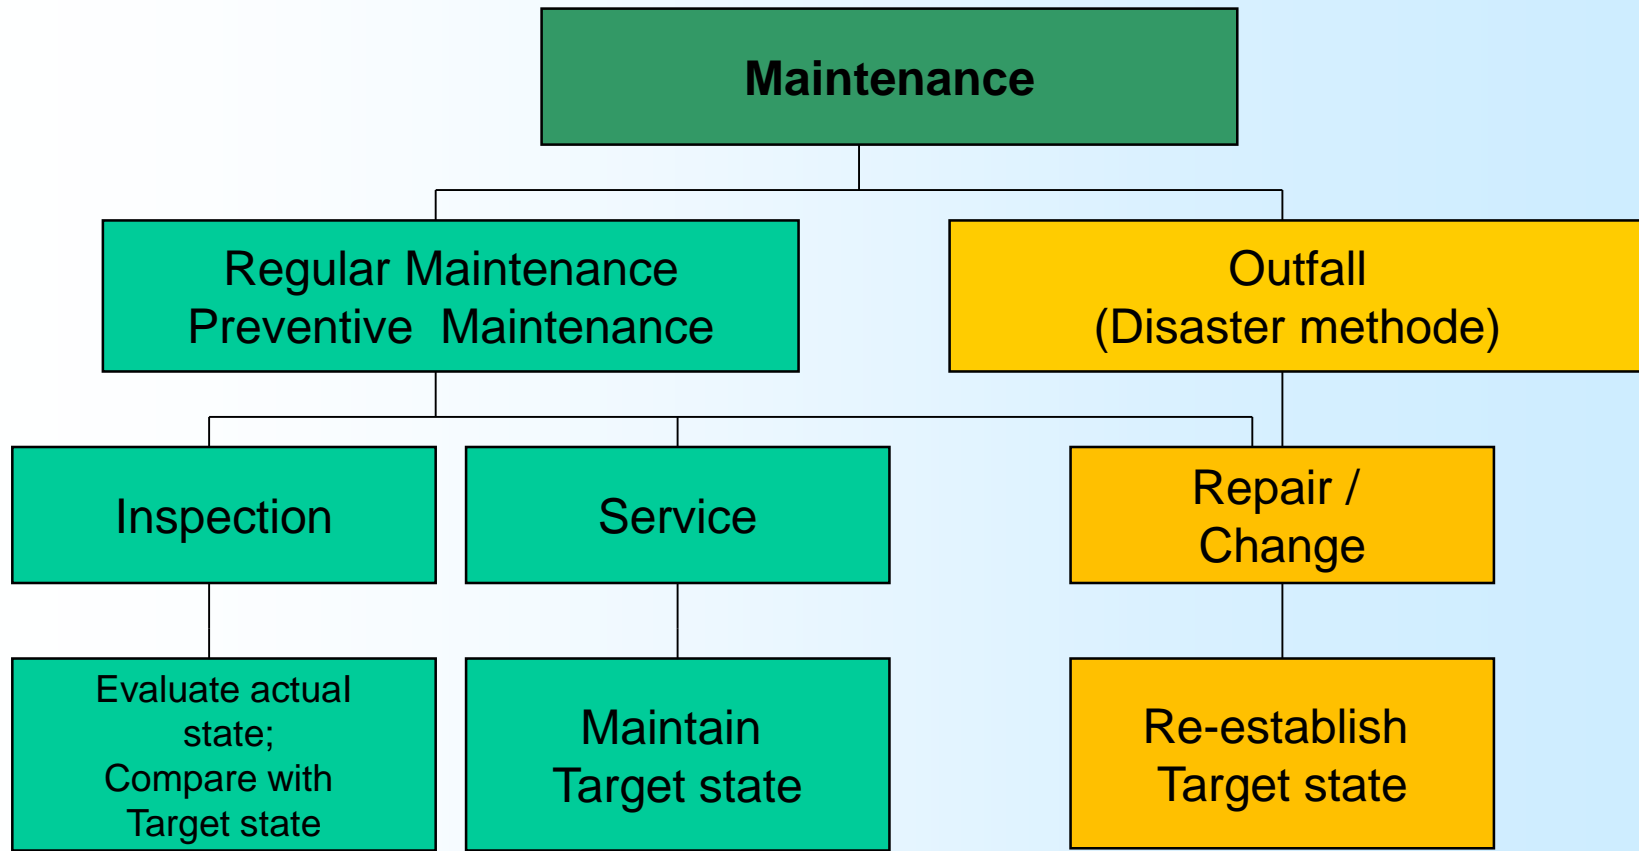 Maintenance
Regular Maintenance
Preventive  Maintenance
Outfall
(Disaster methode)
Inspection
Service
Repair /
Change
Evaluate actual
state;
Compare with
Target state
Maintain
Target state
Re-establish
Target state